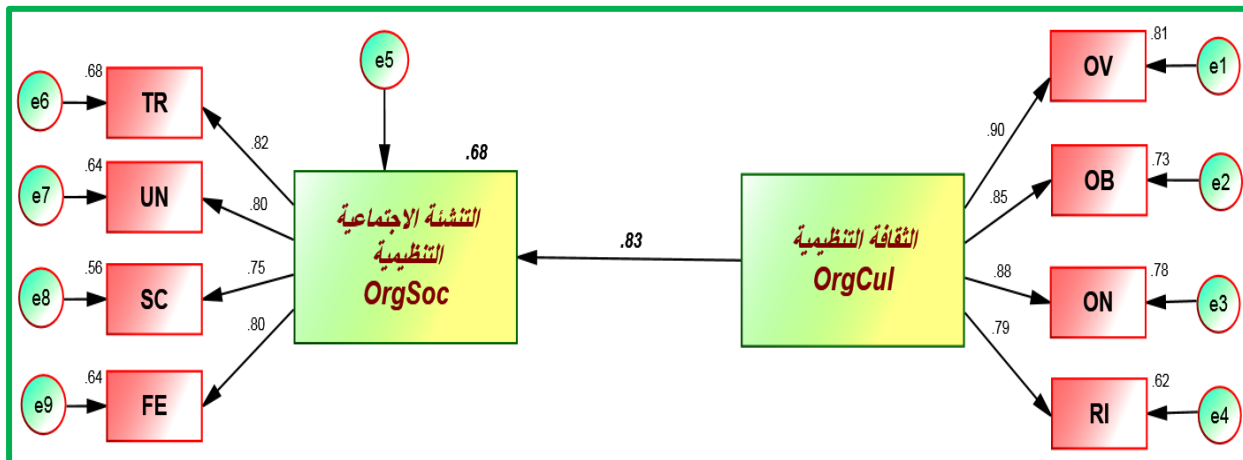 e5
.81
OV
e1
.68
e6
TR
.90
.82
.68
.73
OB
e2
.64
e7
UN
.80
.85
التنشئة الاجتماعية
التنظيمية
OrgSoc
.83
الثقافة التنظيمية
OrgCul
.56
e8
SC
.75
.88
.78
ON
e3
.80
.79
.64
e9
FE
.62
RI
e4